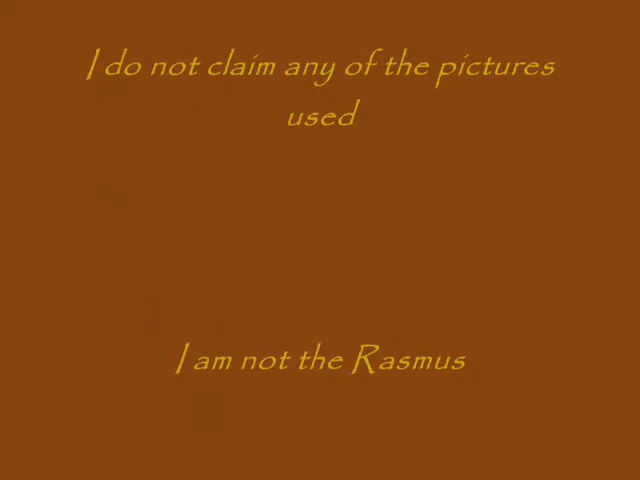 I do not claim any of the pictures
used
I am not the Rasmus